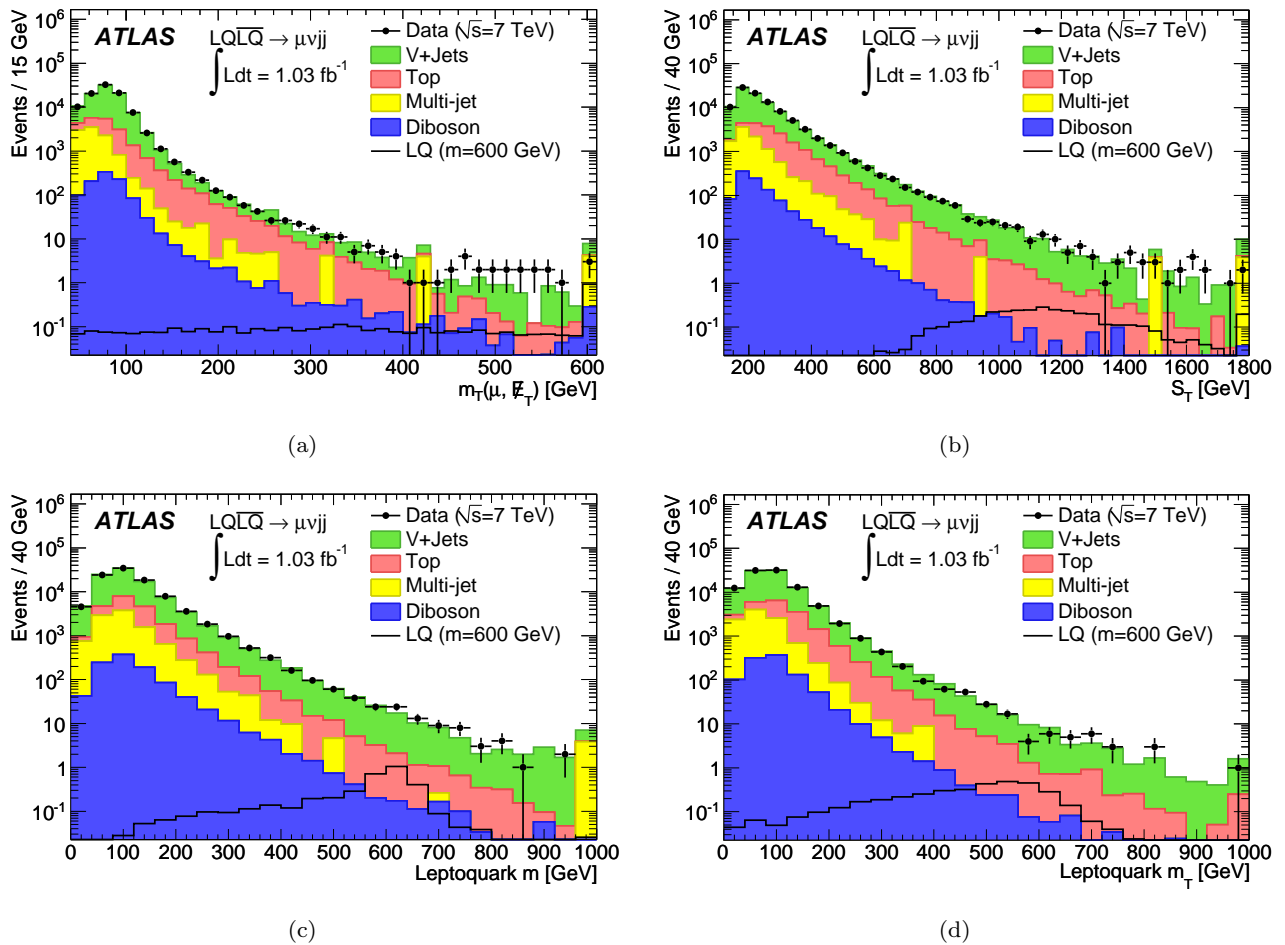 Events / 15 GeV
10^6
10^5
10^4
10^3
10^2
10
1
10^-1
ATLAS
LQL̅Q̅ → μνjj
∫ Ldt = 1.03 fb^-1
Data (√s=7 TeV)
V+Jets
Top
Multi-jet
Diboson
LQ (m=600 GeV)
100 200 300 400 500 600
m_T(μ, E̸_T) [GeV]
(a)
Events / 40 GeV
10^6
10^5
10^4
10^3
10^2
10
1
10^-1
ATLAS
LQL̅Q̅ → μνjj
∫ Ldt = 1.03 fb^-1
Data (√s=7 TeV)
V+Jets
Top
Multi-jet
Diboson
LQ (m=600 GeV)
200 400 600 800 1000 1200 1400 1600 1800
S_T [GeV]
(b)
Events / 40 GeV
10^6
10^5
10^4
10^3
10^2
10
1
10^-1
ATLAS
LQL̅Q̅ → μνjj
∫ Ldt = 1.03 fb^-1
Data (√s=7 TeV)
V+Jets
Top
Multi-jet
Diboson
LQ (m=600 GeV)
0 100 200 300 400 500 600 700 800 900 1000
Leptoquark m [GeV]
(c)
Events / 40 GeV
10^6
10^5
10^4
10^3
10^2
10
1
10^-1
ATLAS
LQL̅Q̅ → μνjj
∫ Ldt = 1.03 fb^-1
Data (√s=7 TeV)
V+Jets
Top
Multi-jet
Diboson
LQ (m=600 GeV)
0 100 200 300 400 500 600 700 800 900 1000
Leptoquark m_T [GeV]
(d)